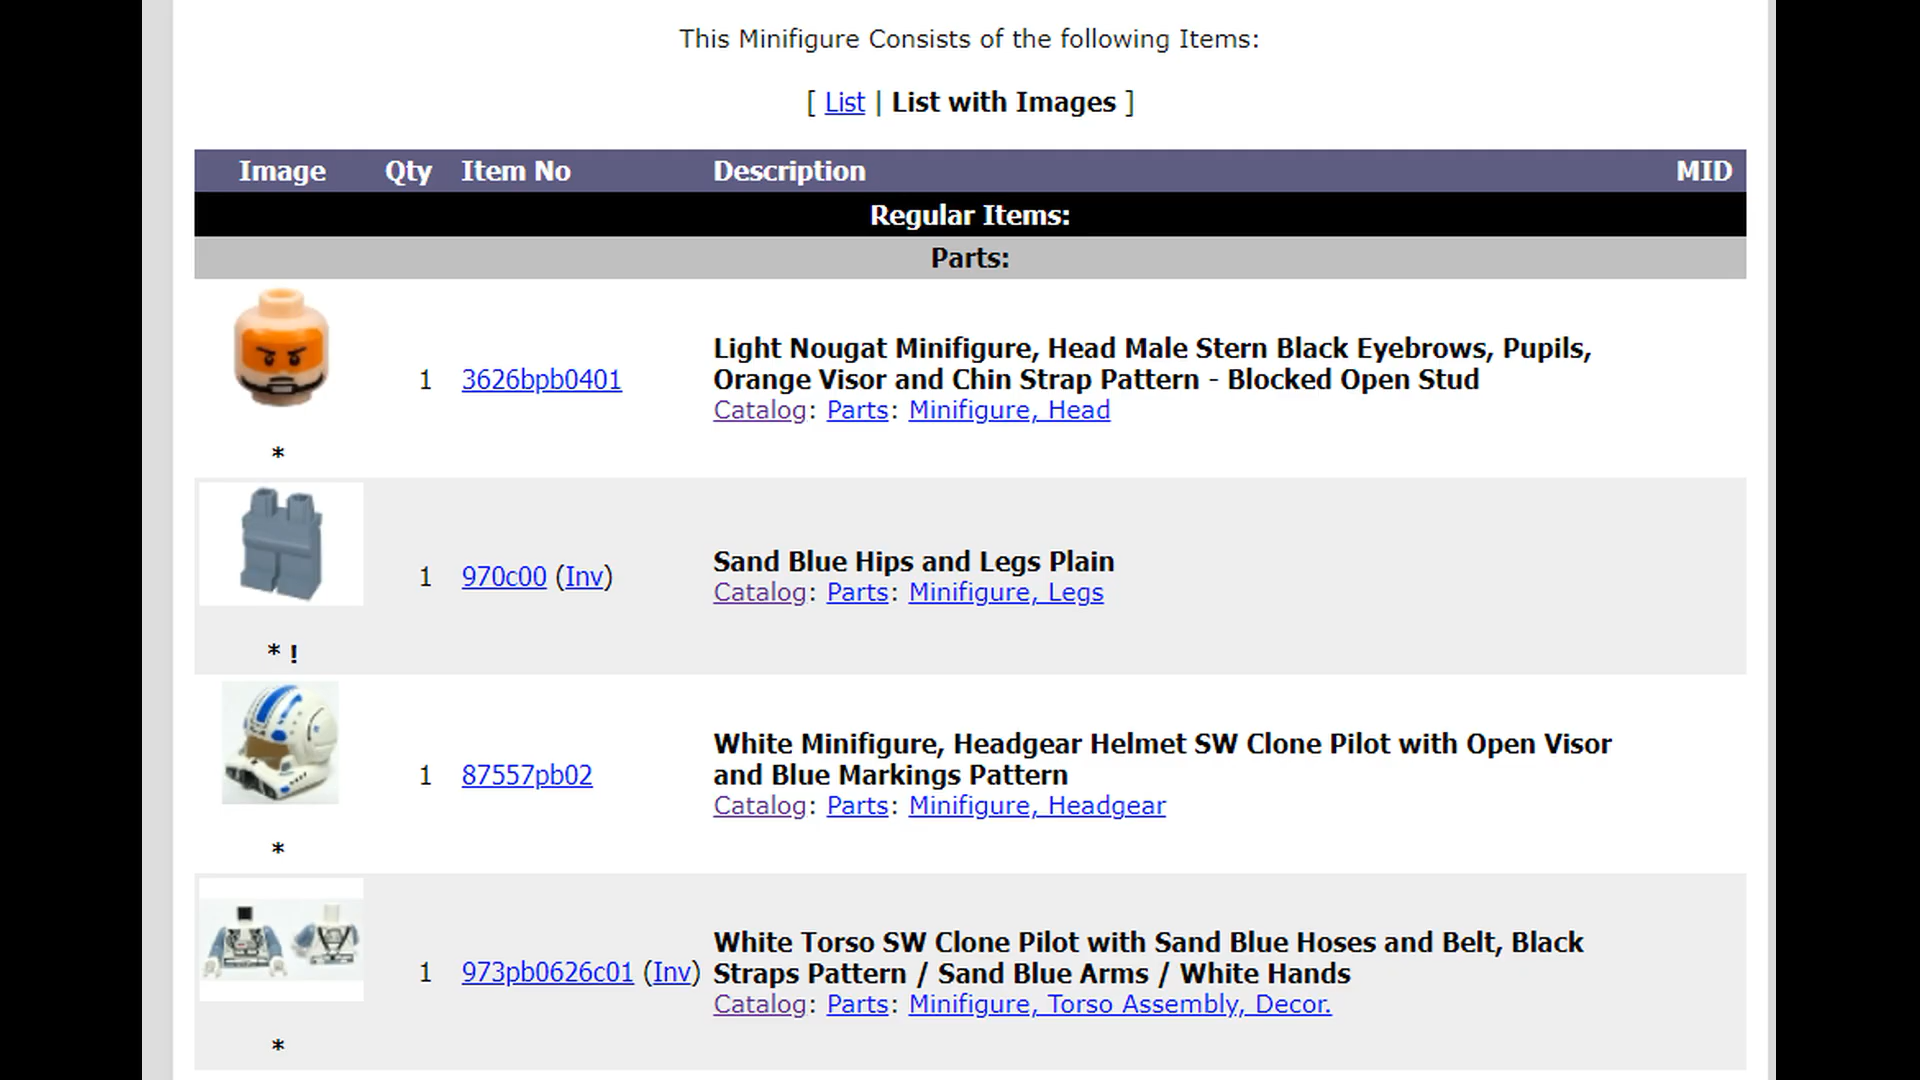 This Minifigure Consists of the following Items:
[ List | List with Images ]
Image Qty Item No Description MID
Regular Items:
Parts:
Light Nougat Minifigure, Head Male Stern Black Eyebrows, Pupils,
1 3626bpb0401 Orange Visor and Chin Strap Pattern - Blocked Open Stud
Catalog: Parts: Minifigure, Head
*
Sand Blue Hips and Legs Plain
1 970c00 (Inv)
Catalog: Parts: Minifigure, Legs
* !
White Minifigure, Headgear Helmet SW Clone Pilot with Open Visor
1 87557pb02 and Blue Markings Pattern
Catalog: Parts: Minifigure, Headgear
*
White Torso SW Clone Pilot with Sand Blue Hoses and Belt, Black
1 973pb0626c01 (Inv) Straps Pattern / Sand Blue Arms / White Hands
Catalog: Parts: Minifigure, Torso Assembly, Decor.
*